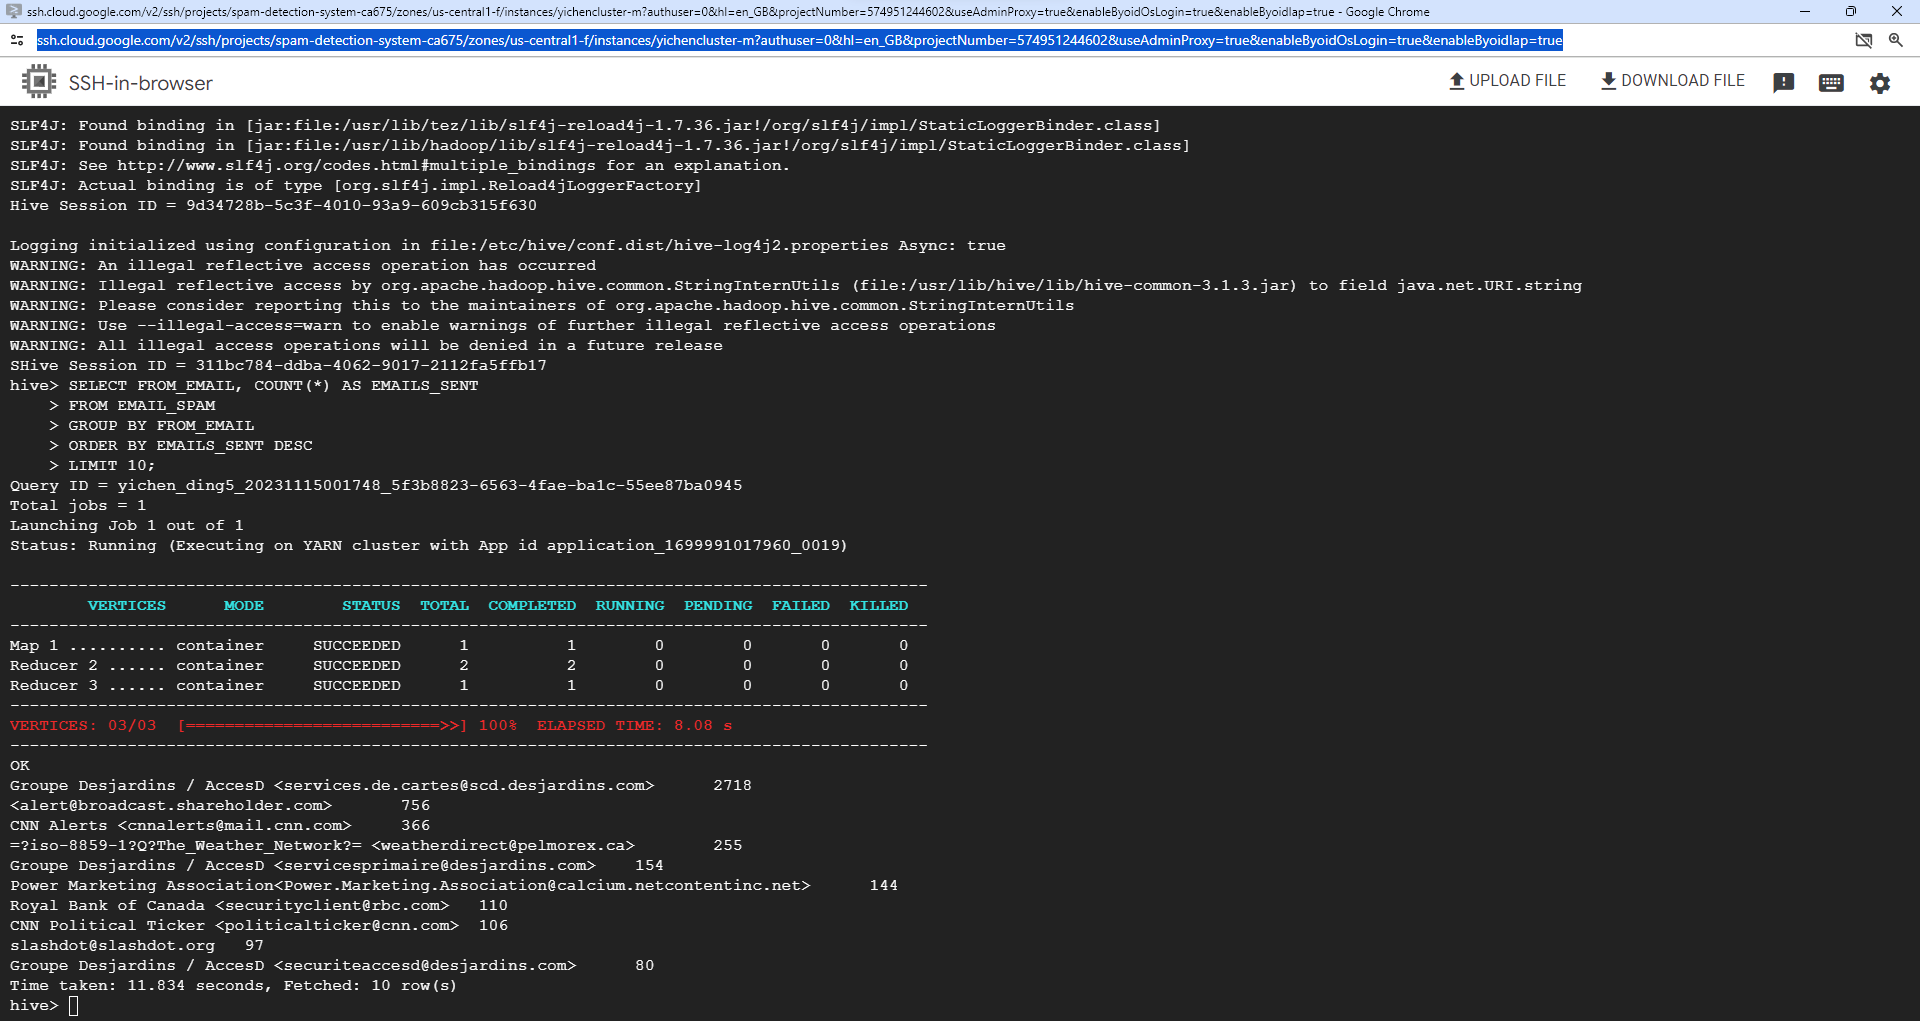 ssh.cloud.google.com/v2/ssh/projects/spam-detection-system-ca675/zones/us-central1-f/instances/yichencluster-m?authuser=0&hl=en_GB&projectNumber=574951244602&useAdminProxy=true&enableByoidOsLogin=true&enableByoidIap=true - Google Chrome
ssh.cloud.google.com/v2/ssh/projects/spam-detection-system-ca675/zones/us-central1-f/instances/yichencluster-m?authuser=0&hl=en_GB&projectNumber=574951244602&useAdminProxy=true&enableByoidOsLogin=true&enableByoidIap=true
SSH-in-browser UPLOAD FILE DOWNLOAD FILE
SLF4J: Found binding in [jar:file:/usr/lib/tez/lib/slf4j-reload4j-1.7.36.jar!/org/slf4j/impl/StaticLoggerBinder.class]
SLF4J: Found binding in [jar:file:/usr/lib/hadoop/lib/slf4j-reload4j-1.7.36.jar!/org/slf4j/impl/StaticLoggerBinder.class]
SLF4J: See http://www.slf4j.org/codes.html#multiple_bindings for an explanation.
SLF4J: Actual binding is of type [org.slf4j.impl.Reload4jLoggerFactory]
Hive Session ID = 9d34728b-5c3f-4010-93a9-609cb315f630
Logging initialized using configuration in file:/etc/hive/conf.dist/hive-log4j2.properties Async: true
WARNING: An illegal reflective access operation has occurred
WARNING: Illegal reflective access by org.apache.hadoop.hive.common.StringInternUtils (file:/usr/lib/hive/lib/hive-common-3.1.3.jar) to field java.net.URI.string
WARNING: Please consider reporting this to the maintainers of org.apache.hadoop.hive.common.StringInternUtils
WARNING: Use --illegal-access=warn to enable warnings of further illegal reflective access operations
WARNING: All illegal access operations will be denied in a future release
SHive Session ID = 311bc784-ddba-4062-9017-2112fa5ffb17
hive> SELECT FROM_EMAIL, COUNT(*) AS EMAILS_SENT
    > FROM EMAIL_SPAM
    > GROUP BY FROM_EMAIL
    > ORDER BY EMAILS_SENT DESC
    > LIMIT 10;
Query ID = yichen_ding5_20231115001748_5f3b8823-6563-4fae-ba1c-55ee87ba0945
Total jobs = 1
Launching Job 1 out of 1
Status: Running (Executing on YARN cluster with App id application_1699991017960_0019)
----------------------------------------------------------------------------------------------
        VERTICES      MODE        STATUS  TOTAL  COMPLETED  RUNNING  PENDING  FAILED  KILLED
----------------------------------------------------------------------------------------------
Map 1 .......... container     SUCCEEDED      1          1        0        0       0       0
Reducer 2 ...... container     SUCCEEDED      2          2        0        0       0       0
Reducer 3 ...... container     SUCCEEDED      1          1        0        0       0       0
----------------------------------------------------------------------------------------------
VERTICES: 03/03  [==========================>>] 100%  ELAPSED TIME: 8.08 s
----------------------------------------------------------------------------------------------
OK
Groupe Desjardins / AccesD <services.de.cartes@scd.desjardins.com>      2718
<alert@broadcast.shareholder.com>       756
CNN Alerts <cnnalerts@mail.cnn.com>     366
=?iso-8859-1?Q?The_Weather_Network?= <weatherdirect@pelmorex.ca>        255
Groupe Desjardins / AccesD <servicesprimaire@desjardins.com>    154
Power Marketing Association<Power.Marketing.Association@calcium.netcontentinc.net>      144
Royal Bank of Canada <securityclient@rbc.com>   110
CNN Political Ticker <politicalticker@cnn.com>  106
slashdot@slashdot.org   97
Groupe Desjardins / AccesD <securiteaccesd@desjardins.com>      80
Time taken: 11.834 seconds, Fetched: 10 row(s)
hive>